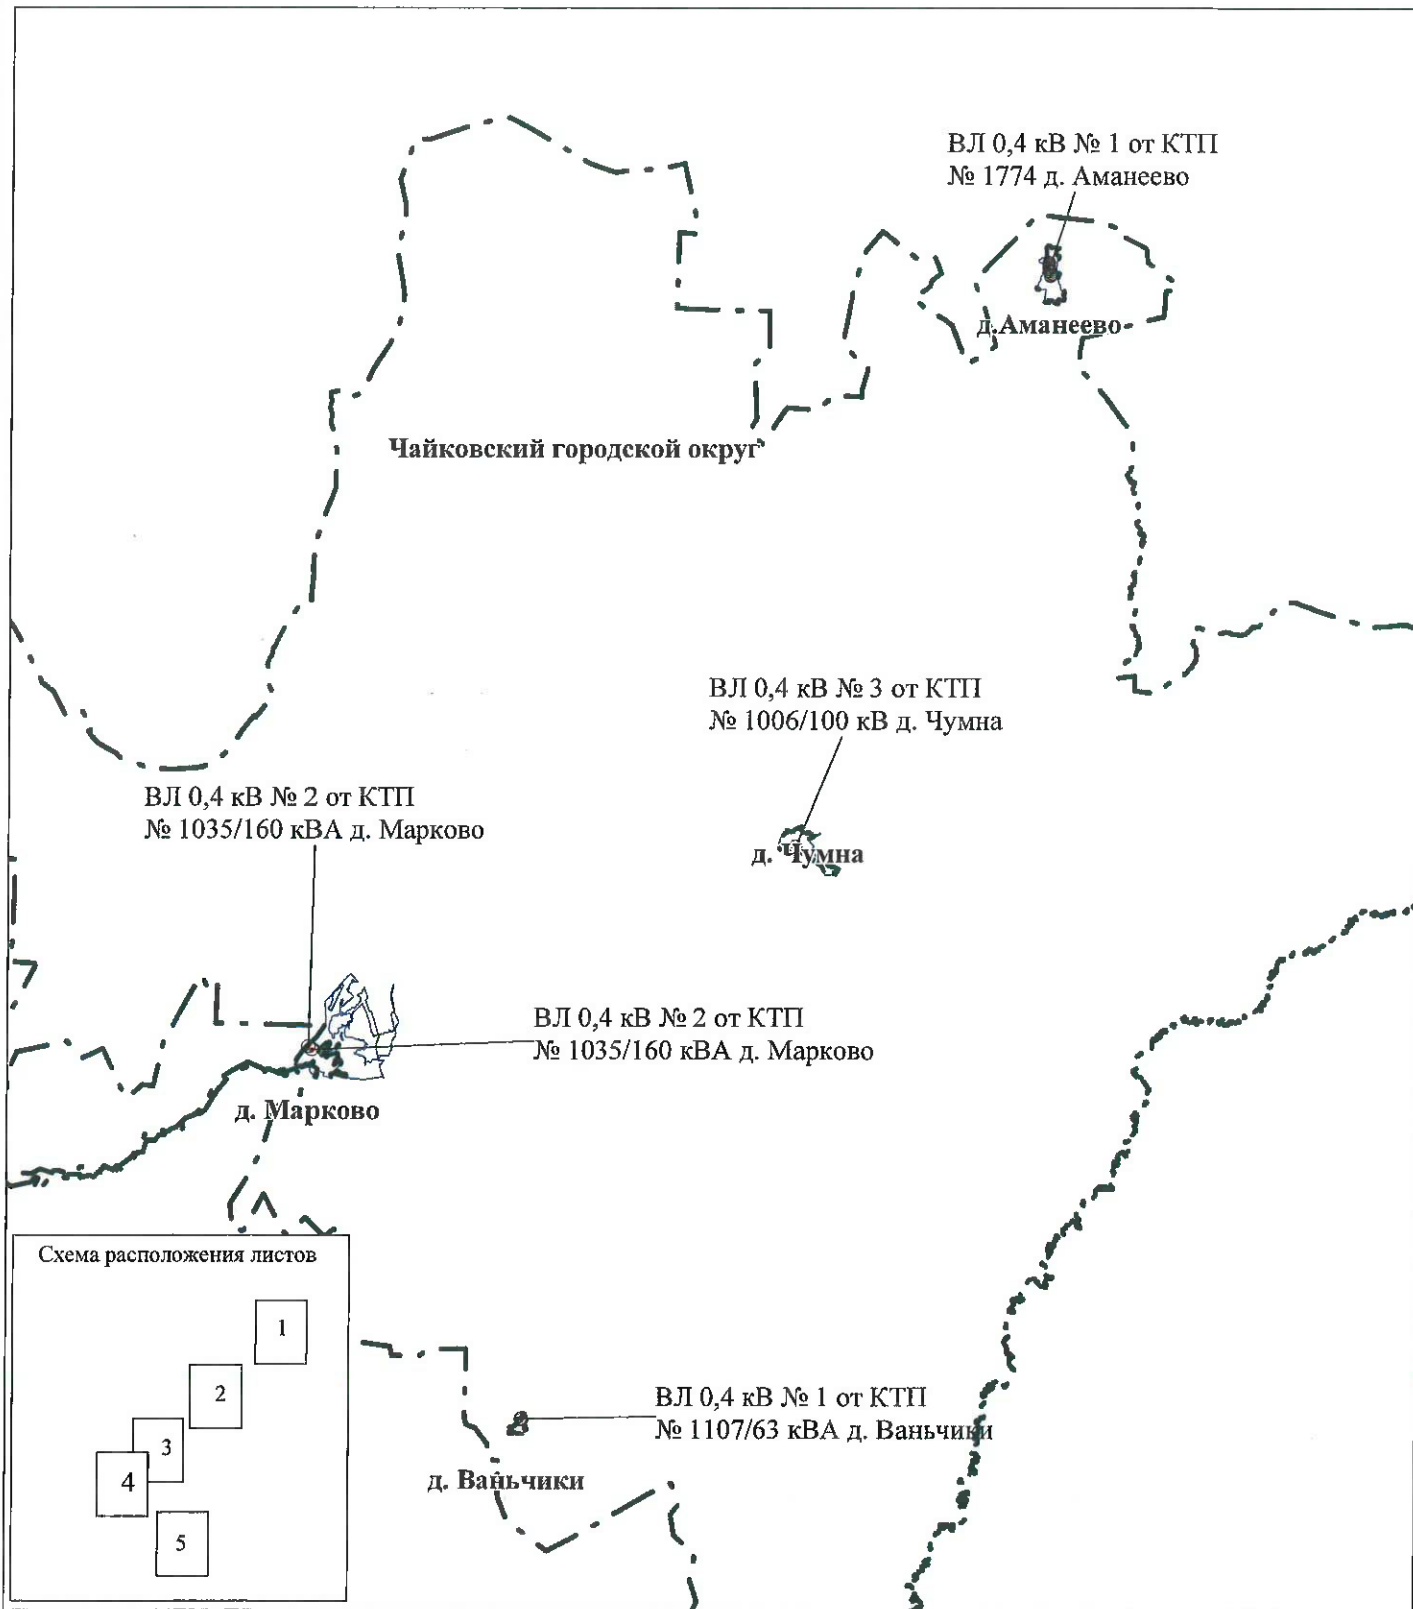 ВЛ 0,4 кВ № 1 от КТП
№ 1774 д. Аманеево
д.Аманеево
Чайковский городской округ
ВЛ 0,4 кВ № 3 от КТП
№ 1006/100 кВ д. Чумна
д. Чумна
ВЛ 0,4 кВ № 2 от КТП
№ 1035/160 кВА д. Марково
ВЛ 0,4 кВ № 2 от КТП
№ 1035/160 кВА д. Марково
д. Марково
Схема расположения листов
1
2
3
4
5
ВЛ 0,4 кВ № 1 от КТП
№ 1107/63 кВА д. Ваньчики
д. Ваньчики